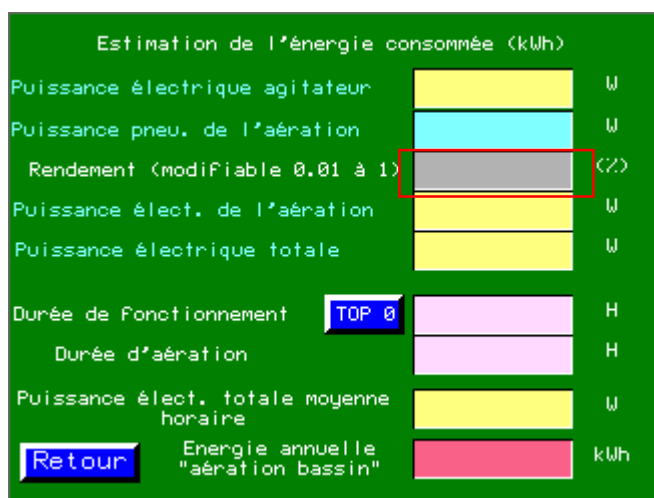 Estimation de l'énergie consommée (kWh)
Puissance électrique agitateur W
Puissance pneu. de l'aération W
Rendement (modifiable 0.01 à 1) (%)
Puissance élect. de l'aération W
Puissance électrique totale W
Durée de fonctionnement TOP 0 H
Durée d'aération H
Puissance élect. totale moyenne
horaire W
Retour
Energie annuelle
"aération bassin" kWh